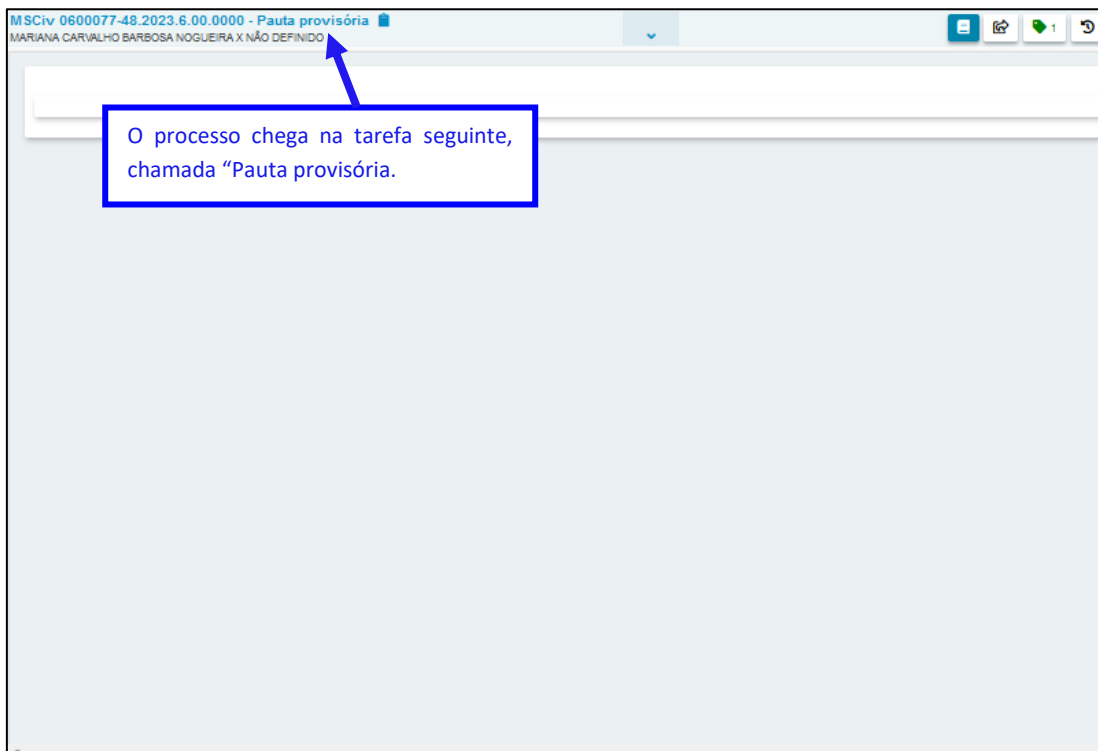 MSCiv 0600077-48.2023.6.00.0000 - Pauta provisória
MARIANA CARVALHO BARBOSA NOGUEIRA X NÃO DEFINIDO
1
O processo chega na tarefa seguinte,
chamada “Pauta provisória.